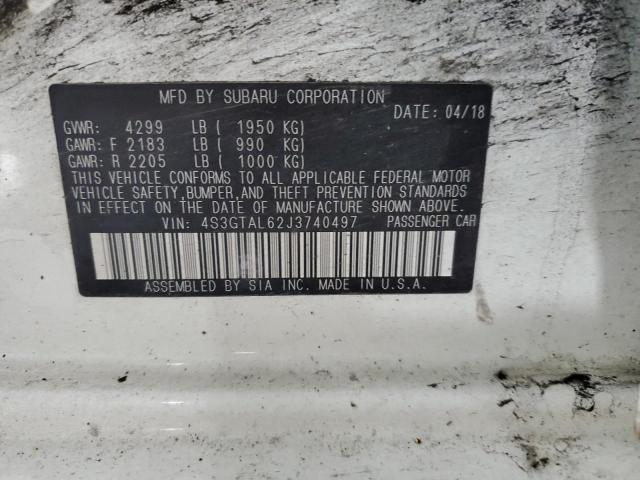 MFD BY SUBARU CORPORATION
DATE: 04/18
GVWR: 4299 LB ( 1950 KG)
GAWR: F 2183 LB ( 990 KG)
GAWR: R 2205 LB ( 1000 KG)
THIS VEHICLE CONFORMS TO ALL APPLICABLE FEDERAL MOTOR
VEHICLE SAFETY,BUMPER,AND THEFT PREVENTION STANDARDS
IN EFFECT ON THE DATE OF MANUFACTURE SHOWN ABOVE.
VIN: 4S3GTAL62J3740497 PASSENGER CAR
ASSEMBLED BY SIA INC. MADE IN U.S.A.